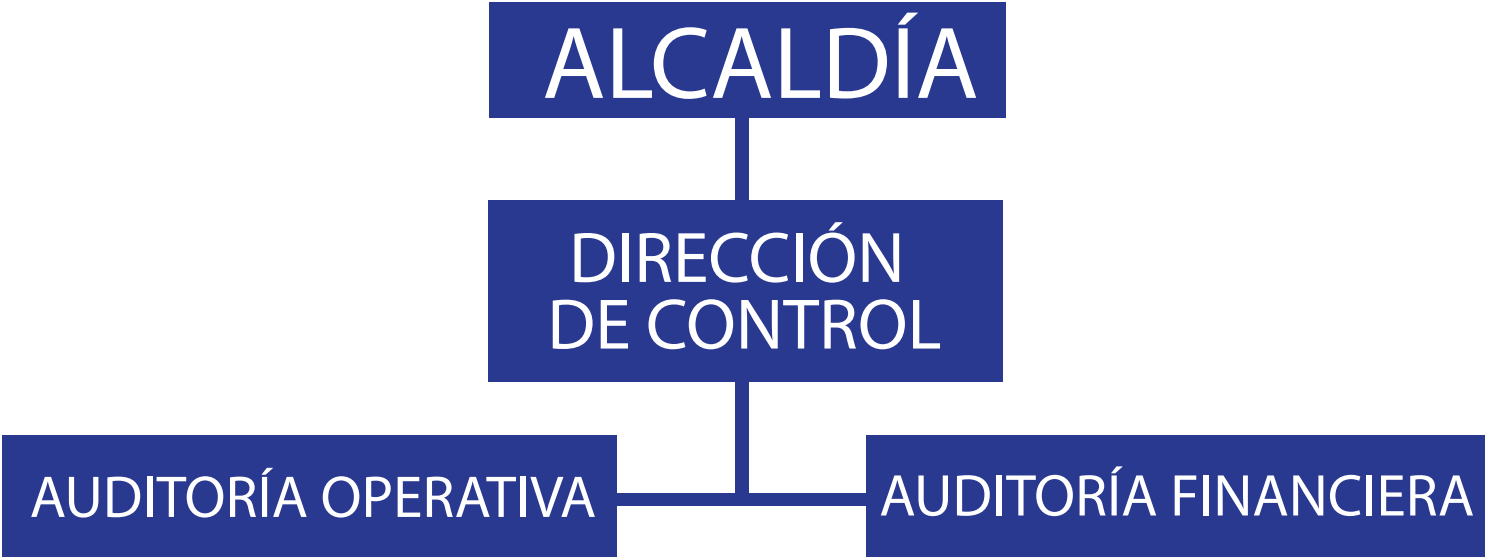 ALCALDÍA
DIRECCIÓN
DE CONTROL
AUDITORÍA OPERATIVA
AUDITORÍA FINANCIERA